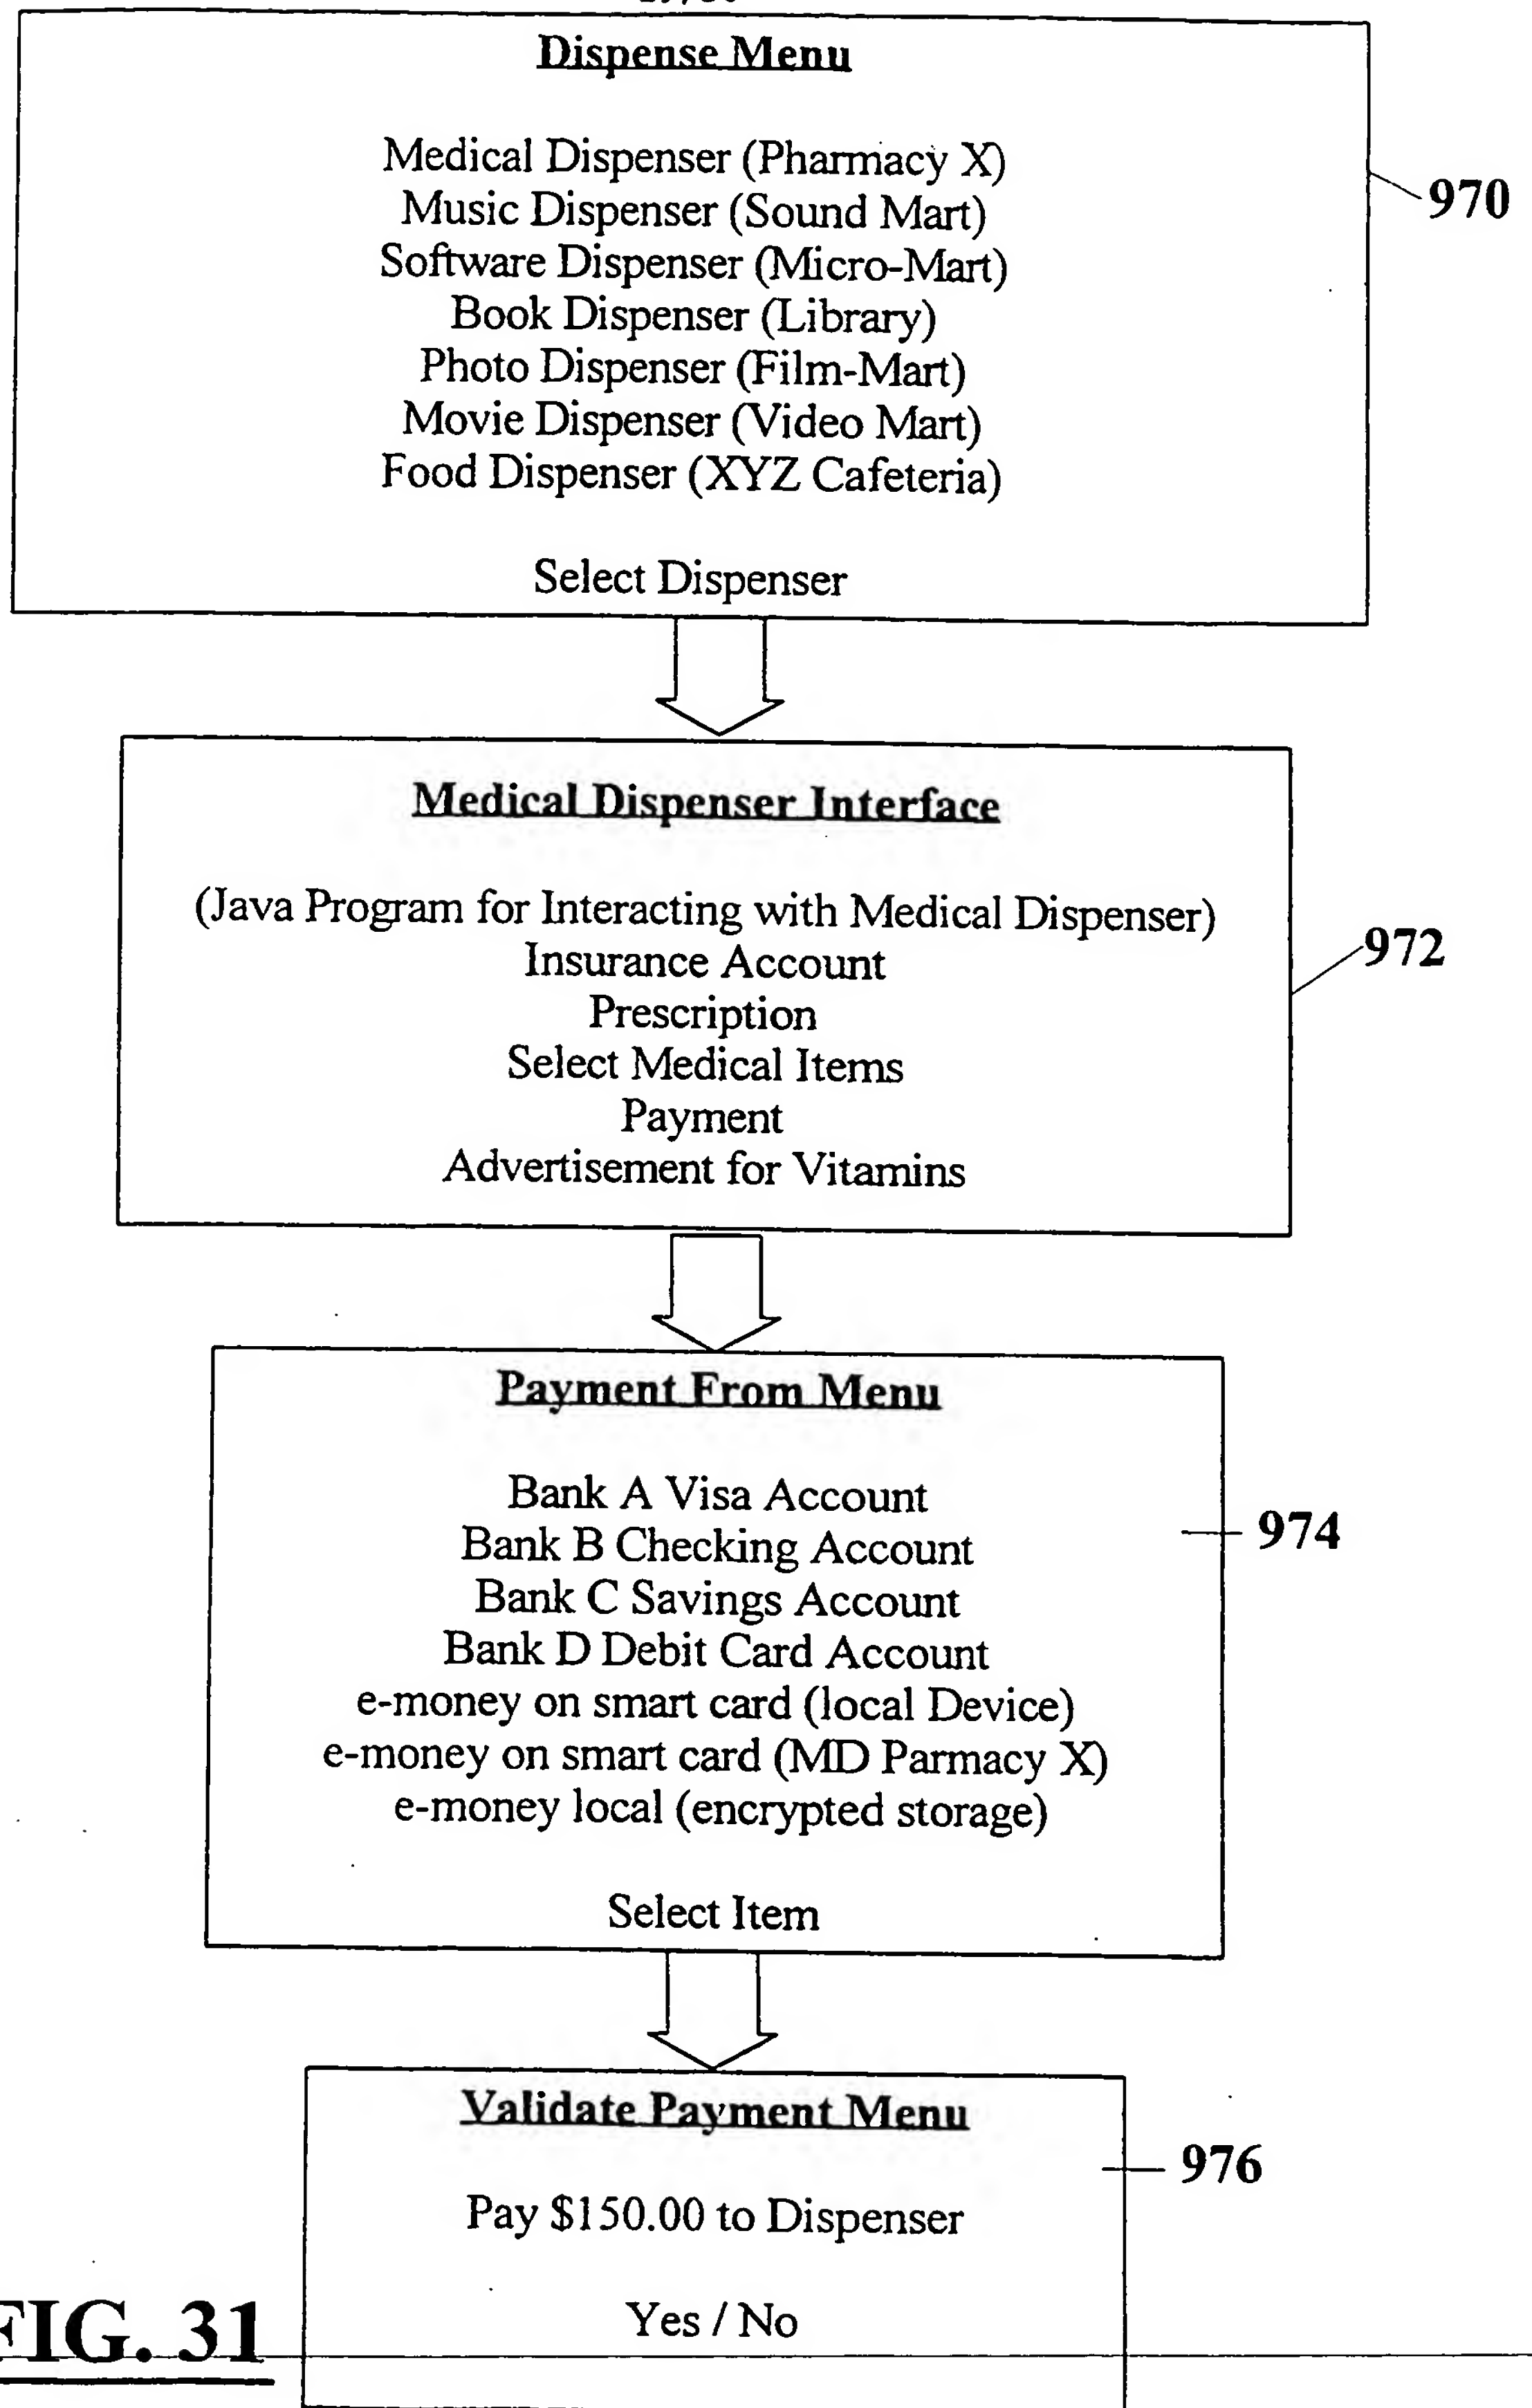 Dispense Menu
Medical Dispenser (Pharmacy X)
Music Dispenser (Sound Mart)
Software Dispenser (Micro-Mart)
Book Dispenser (Library)
Photo Dispenser (Film-Mart)
Movie Dispenser (Video Mart)
Food Dispenser (XYZ Cafeteria)
Select Dispenser
970
Medical Dispenser Interface
(Java Program for Interacting with Medical Dispenser)
Insurance Account
Prescription
Select Medical Items
Payment
Advertisement for Vitamins
972
Payment From Menu
Bank A Visa Account
Bank B Checking Account
Bank C Savings Account
Bank D Debit Card Account
e-money on smart card (local Device)
e-money on smart card (MD Parmacy X)
e-money local (encrypted storage)
Select Item
974
Validate Payment Menu
Pay $150.00 to Dispenser
Yes / No
976
FIG. 31